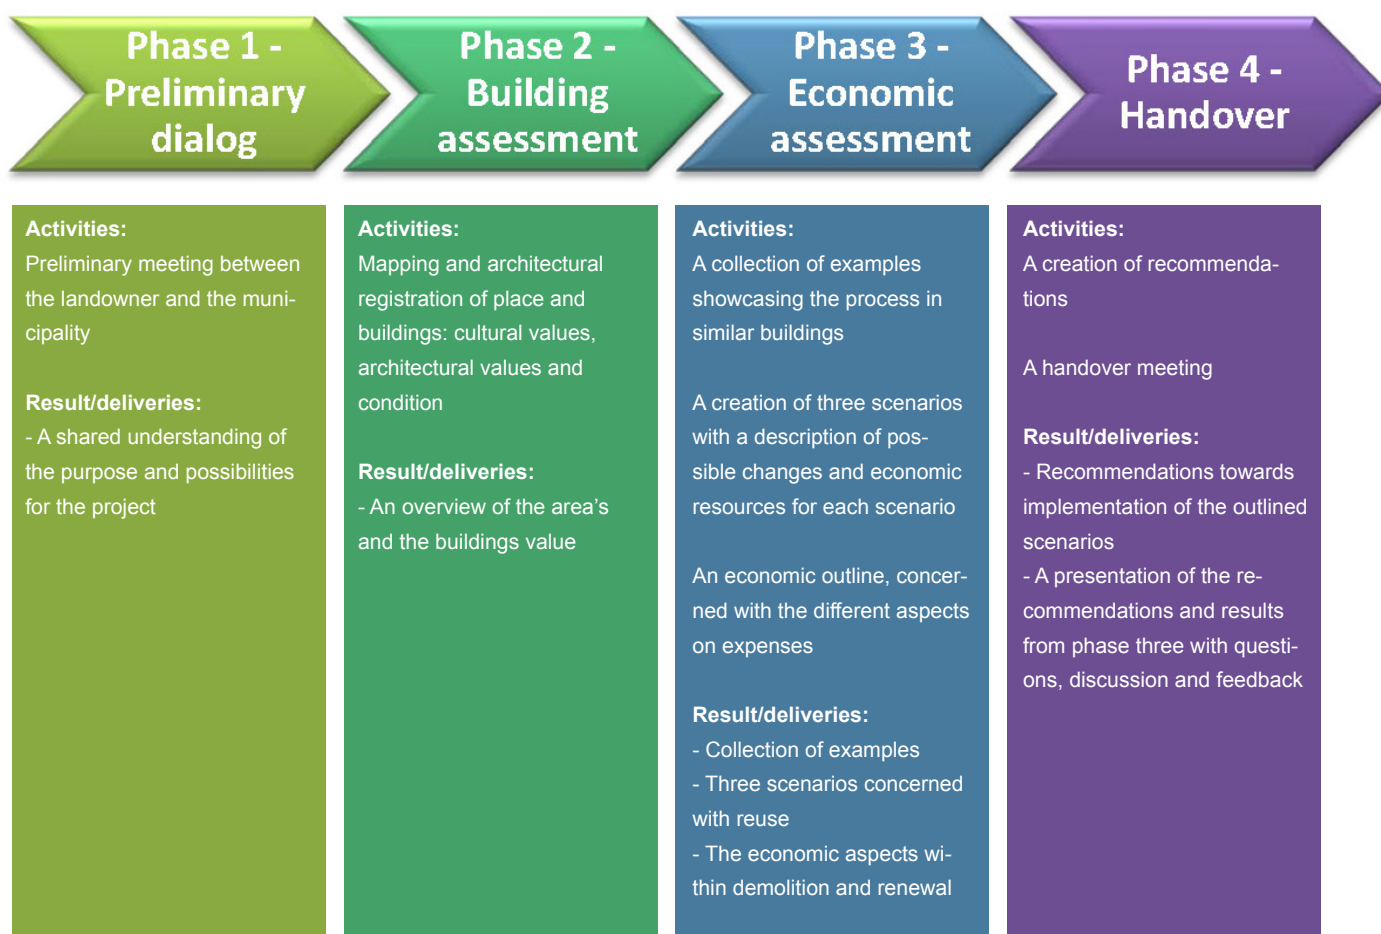 Phase 1 -
Preliminary
dialog
Phase 2 -
Building
assessment
Phase 3 -
Economic
assessment
Phase 4 -
Handover
Activities:
Preliminary meeting between
the landowner and the muni-
cipality
Result/deliveries:
- A shared understanding of
the purpose and possibilities
for the project
Activities:
Mapping and architectural
registration of place and
buildings: cultural values,
architectural values and
condition
Result/deliveries:
- An overview of the area’s
and the buildings value
Activities:
A collection of examples
showcasing the process in
similar buildings
A creation of three scenarios
with a description of pos-
sible changes and economic
resources for each scenario
An economic outline, concer-
ned with the different aspects
on expenses
Result/deliveries:
- Collection of examples
- Three scenarios concerned
with reuse
- The economic aspects wi-
thin demolition and renewal
Activities:
A creation of recommenda-
tions
A handover meeting
Result/deliveries:
- Recommendations towards
implementation of the outlined
scenarios
- A presentation of the re-
commendations and results
from phase three with questi-
ons, discussion and feedback